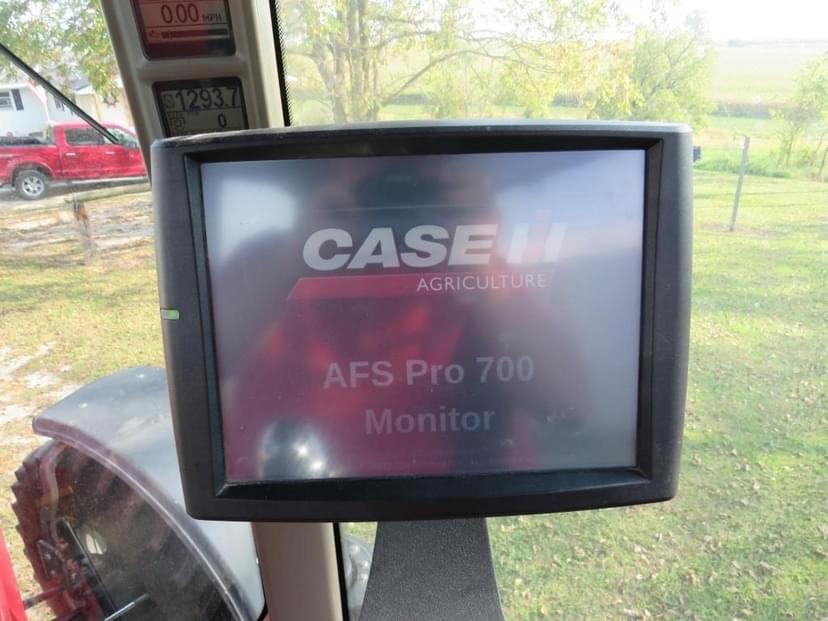 0.00 MPH
1293.7
0
CASE IH
AGRICULTURE
AFS Pro 700
Monitor